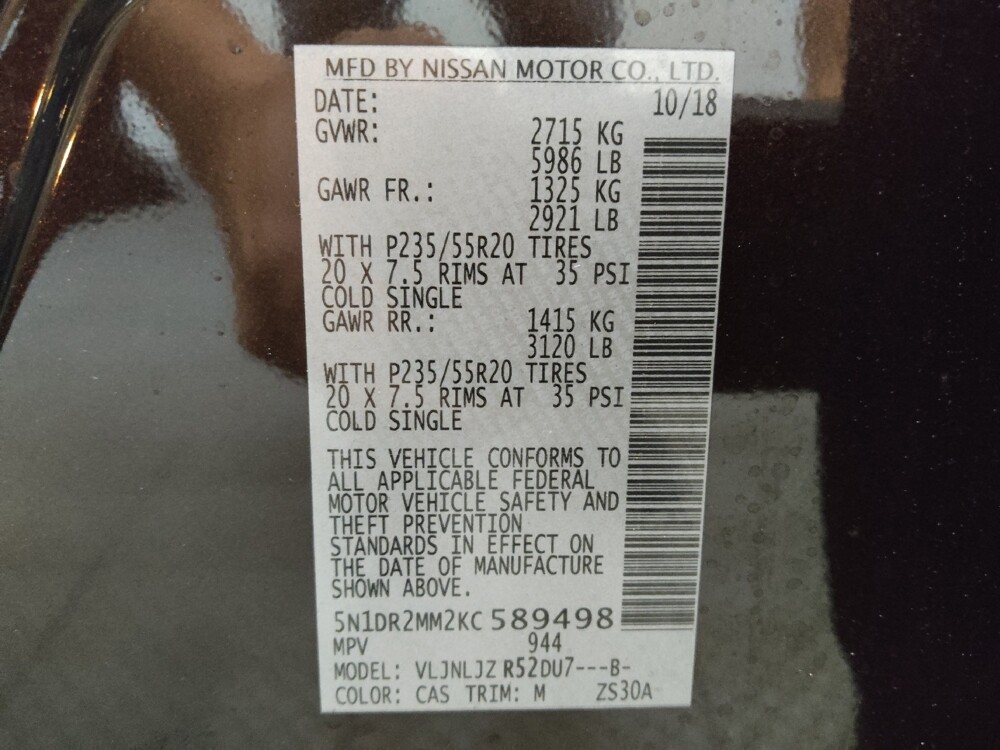 MFD BY NISSAN MOTOR CO., LTD.
DATE: 10/18
GVWR: 2715 KG
5986 LB
GAWR FR.: 1325 KG
2921 LB
WITH P235/55R20 TIRES
20 X 7.5 RIMS AT 35 PSI
COLD SINGLE
GAWR RR.: 1415 KG
3120 LB
WITH P235/55R20 TIRES
20 X 7.5 RIMS AT 35 PSI
COLD SINGLE
THIS VEHICLE CONFORMS TO
ALL APPLICABLE FEDERAL
MOTOR VEHICLE SAFETY AND
THEFT PREVENTION
STANDARDS IN EFFECT ON
THE DATE OF MANUFACTURE
SHOWN ABOVE.
5N1DR2MM2KC 589498
MPV 944
MODEL: VLJNLJZ R52DU7---B-
COLOR: CAS TRIM: M ZS30A